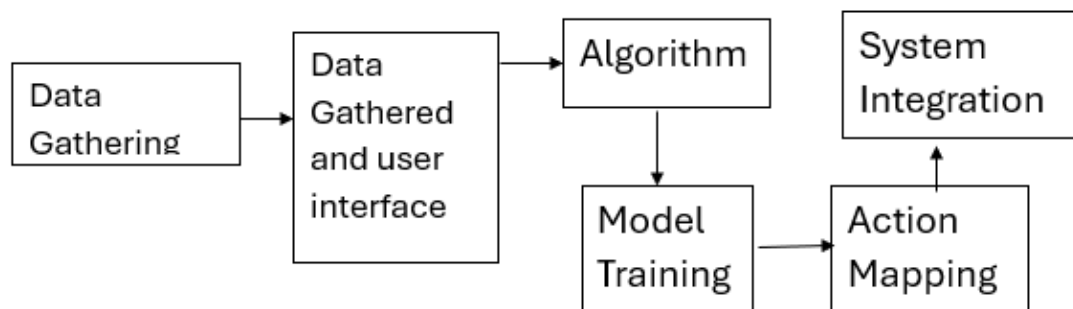 Data
Gathering
Data
Gathered
and user
interface
Algorithm
Model
Training
Action
Mapping
System
Integration